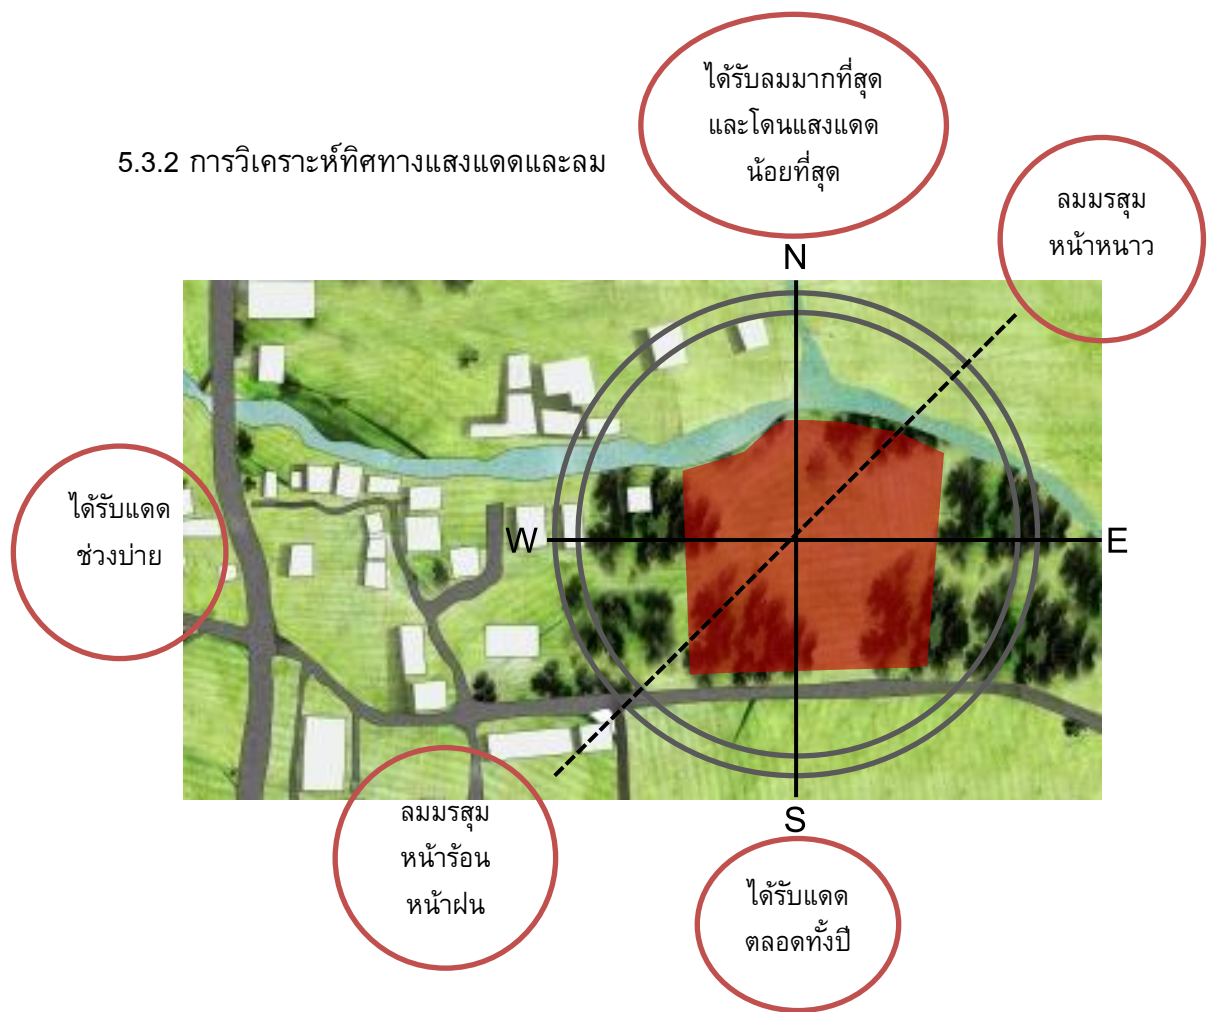 ได้รับลมมากที่สุด
และโดนแสงแดด
น้อยที่สุด
5.3.2 การวิเคราะห์ทิศทางแสงแดดและลม
ลมมรสุม
หน้าหนาว
N
ได้รับแดด
ช่วงบ่าย
W
E
ลมมรสุม
หน้าร้อน
หน้าฝน
S
ได้รับแดด
ตลอดทั้งปี